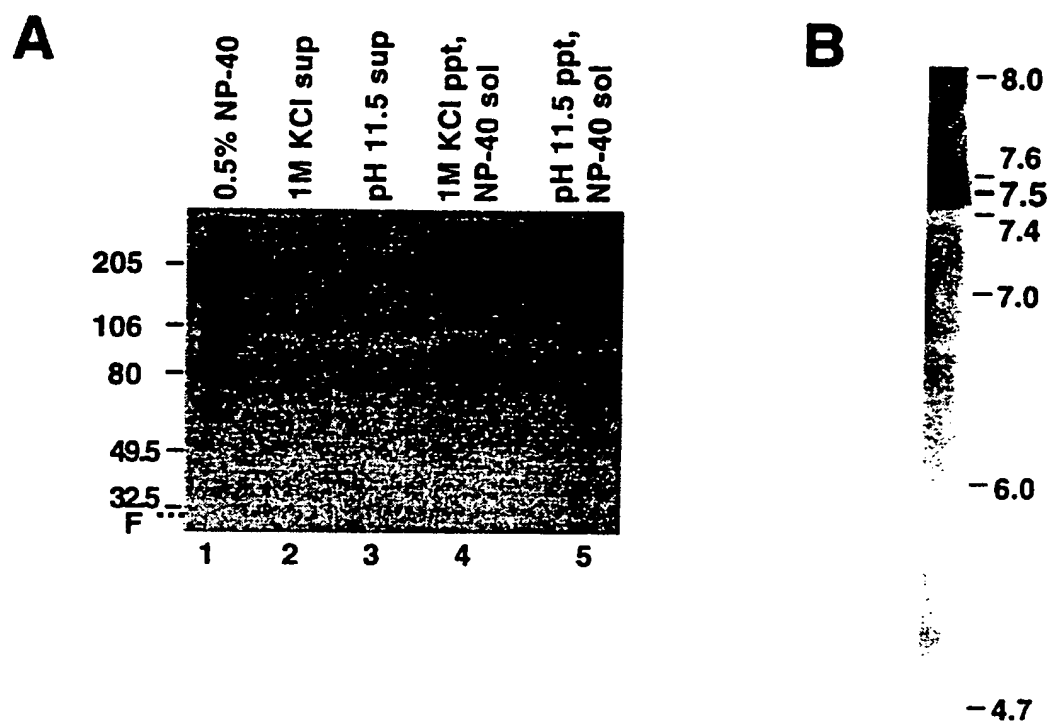 A
0.5% NP-40
1M KCl sup
pH 11.5 sup
1M KCl ppt,
NP-40 sol
pH 11.5 ppt,
NP-40 sol
205
106
80
49.5
32.5
F
1 2 3 4 5
B
8.0
7.6
7.5
7.4
7.0
6.0
4.7